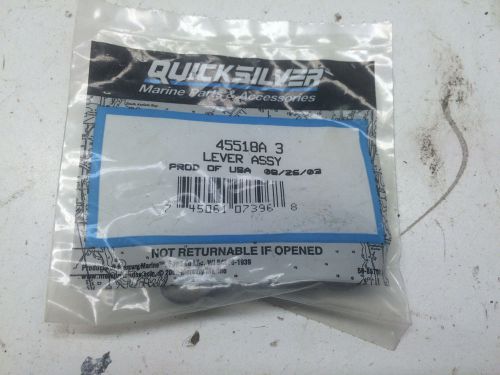 QUICKSILVER
Marine Parts & Accessories
45518A 3
LEVER ASSY
PROD OF USA 08/26/03
7 45061 07396 8
NOT RETURNABLE IF OPENED